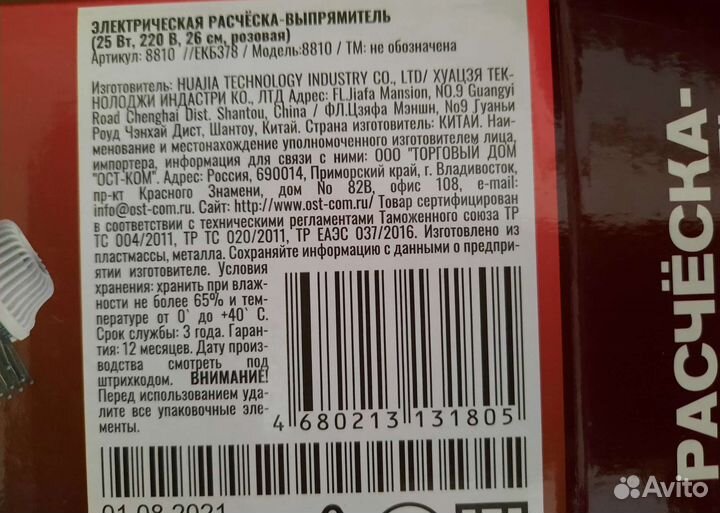 ЭЛЕКТРИЧЕСКАЯ РАСЧЁСКА-ВЫПРЯМИТЕЛЬ
(25 Вт, 220 В, 26 см, розовая)
Артикул: 8810 //ЕКБ378 / Модель:8810 / ТМ: не обозначена
Изготовитель: HUAJIA TECHNOLOGY INDUSTRY CO., LTD/ ХУАЦЗЯ ТЕК-
НОЛОДЖИ ИНДАСТРИ КО., ЛТД Адрес: FL.Jiafa Mansion, NO.9 Guangyi
Road Chenghai Dist. Shantou, China / ФЛ.Цзяфа Мэншн, №9 Гуаньи
Роуд Чэнхай Дист, Шантоу, Китай. Страна изготовитель: КИТАЙ. Наи-
менование и местонахождение уполномоченного изготовителем лица,
импортера, информация для связи с ними: ООО "ТОРГОВЫЙ ДОМ
"ОСТ-КОМ". Адрес: Россия, 690014, Приморский край, г. Владивосток,
пр-кт Красного Знамени, дом No 82В, офис 108, e-mail:
info@ost-com.ru. Сайт: http://www.ost-com.ru/ Товар сертифицирован
в соответствии с техническими регламентами Таможенного союза ТР
ТС 004/2011, ТР ТС 020/2011, ТР ЕАЭС 037/2016. Изготовлено из
пластмассы, металла. Сохраняйте информацию с данными о предпри-
ятии изготовителе. Условия
хранения: хранить при влаж-
ности не более 65% и тем-
пературе от 0˚ до +40˚ С.
Срок службы: 3 года. Гаран-
тия: 12 месяцев. Дату произ-
водства смотреть под
штрихкодом. ВНИМАНИЕ!
Перед использованием уда-
лите все упаковочные эле-
менты.
4 680213 131805
01.08.2021
РАСЧЁСКА-
Avito